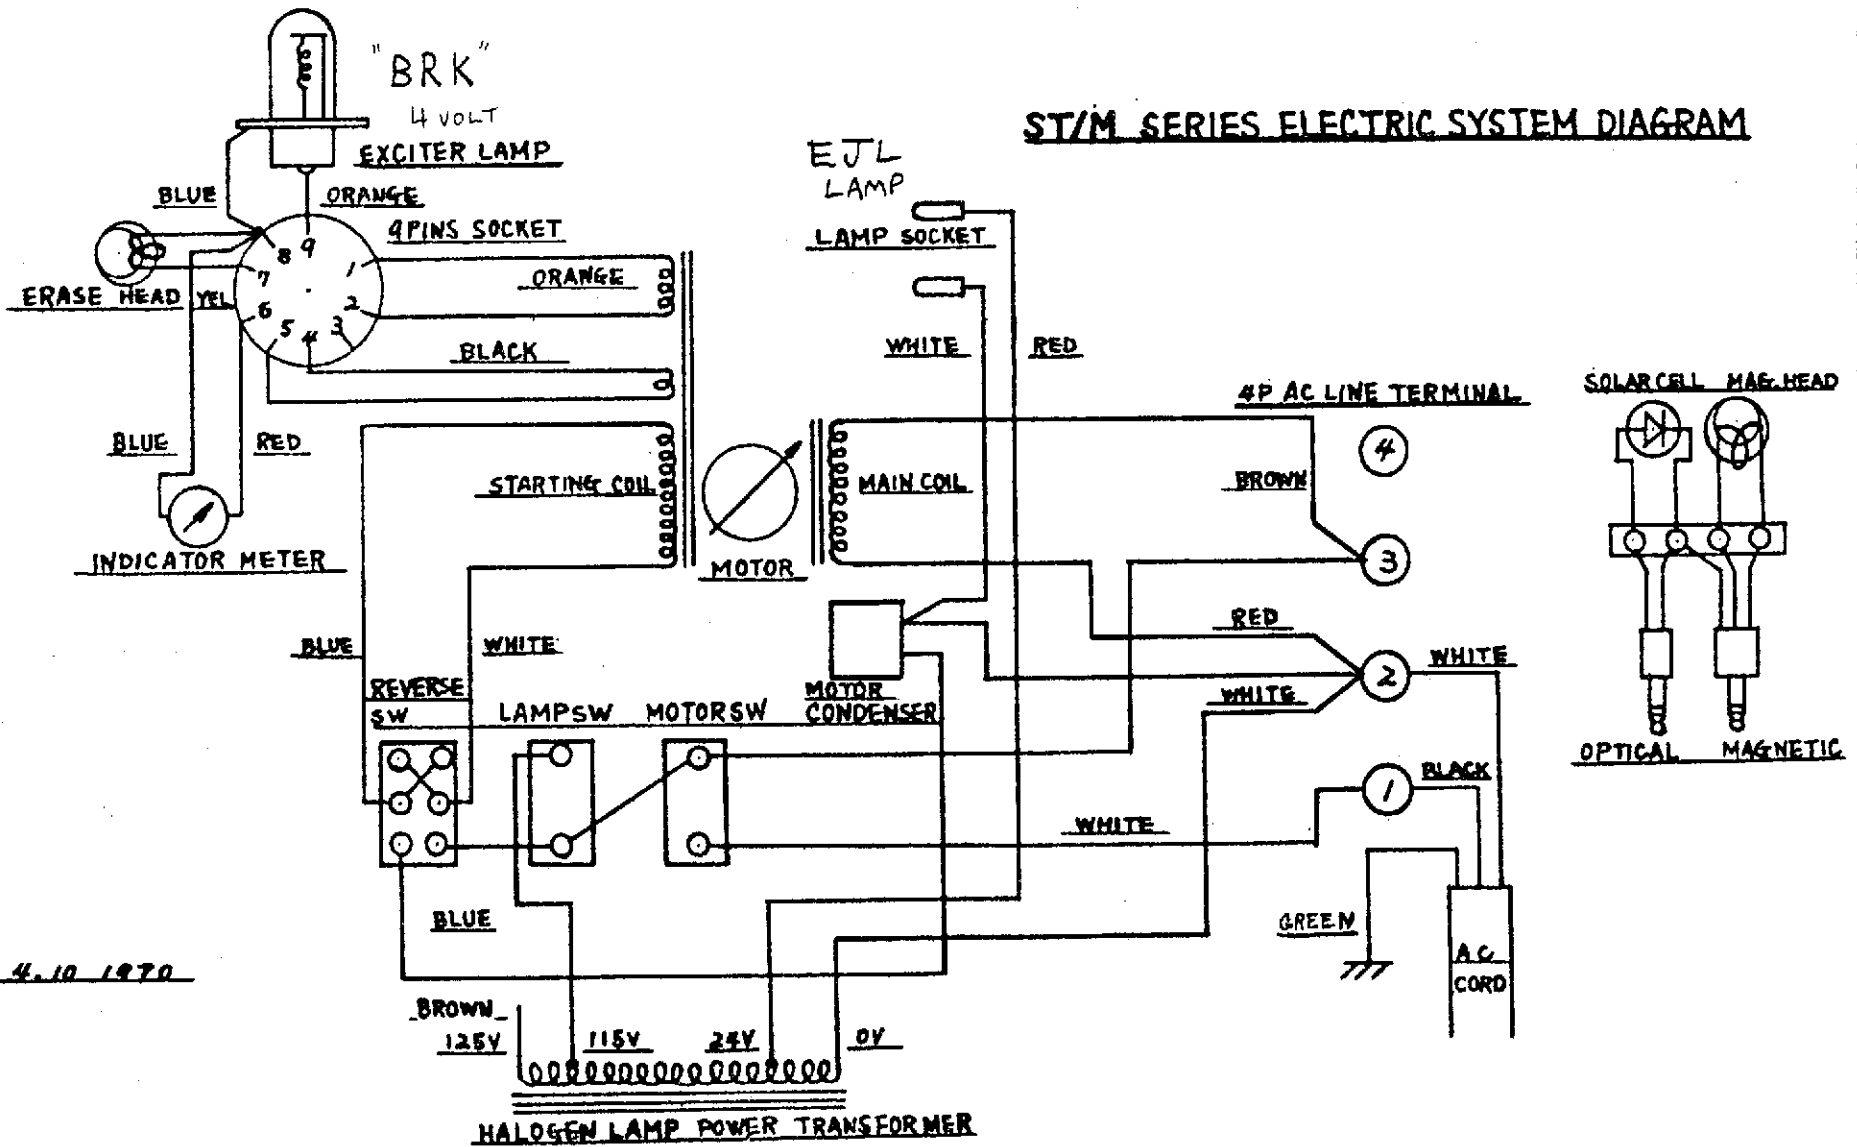 "BRK"
4 VOLT
EXCITER LAMP
ST/M SERIES ELECTRIC SYSTEM DIAGRAM
EJL
LAMP
BLUE
ORANGE
9PINS SOCKET
LAMP SOCKET
8 9
1
7
2
6
5 4 3
ORANGE
ERASE HEAD
YEL
BLACK
WHITE
RED
4P AC LINE TERMINAL
SOLAR CELL MAG. HEAD
BLUE
RED
4
STARTING COIL
MAIN COIL
BROWN
INDICATOR METER
MOTOR
3
RED
BLUE
WHITE
WHITE
2
REVERSE
SW
LAMP SW
MOTOR SW
MOTOR
CONDENSER
WHITE
OPTICAL
MAGNETIC
BLACK
1
WHITE
BLUE
GREEN
AC
CORD
4.10 1970
BROWN
125V
115V
24V
0V
HALOGEN LAMP POWER TRANSFORMER